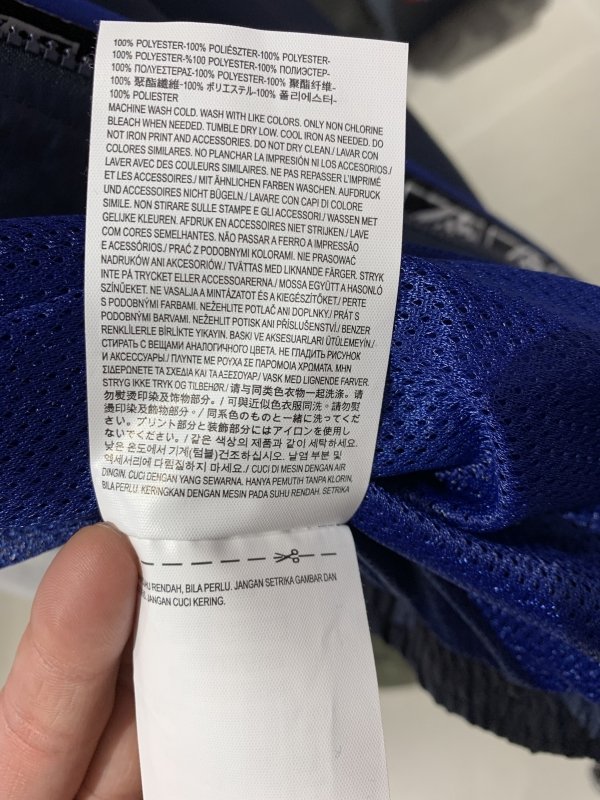 100% POLYESTER-100% POLIÉSZTER-100% POLYESTER-
100% POLYESTER-%100 POLYESTER-100% ПОЛИЭСТЕР-
100% ΠΟΛΥΕΣΤΕΡΑΣ-100% POLYESTER-100% 聚酯纤维-
100% 聚酯纖維-100% ポリエステル-100% 폴리에스터-
100% POLIESTER
MACHINE WASH COLD. WASH WITH LIKE COLORS. ONLY NON CHLORINE
BLEACH WHEN NEEDED. TUMBLE DRY LOW. COOL IRON AS NEEDED. DO
NOT IRON PRINT AND ACCESSORIES. DO NOT DRY CLEAN./ LAVAR CON
COLORES SIMILARES. NO PLANCHAR LA IMPRESIÓN NI LOS ACCESORIOS./
LAVER AVEC DES COULEURS SIMILAIRES. NE PAS REPASSER L'IMPRIMÉ
ET LES ACCESSOIRES./ MIT ÄHNLICHEN FARBEN WASCHEN. AUFDRUCK
UND ACCESSOIRES NICHT BÜGELN./ LAVARE CON CAPI DI COLORE
SIMILE. NON STIRARE SULLE STAMPE E GLI ACCESSORI./ WASSEN MET
GELIJKE KLEUREN. AFDRUK EN ACCESSOIRES NIET STRIJKEN./ LAVE
COM CORES SEMELHANTES. NÃO PASSAR A FERRO A IMPRESSÃO
E ACESSÓRIOS./ PRAĆ Z PODOBNYMI KOLORAMI. NIE PRASOWAĆ
NADRUKÓW ANI AKCESORIÓW./ TVÄTTAS MED LIKNANDE FÄRGER. STRYK
INTE PÅ TRYCKET ELLER ACCESSOARERNA./ MOSSA EGYÜTT A HASONLÓ
SZÍNŰEKET. NE VASALJA A MINTÁZATOT ÉS A KIEGÉSZÍTŐKET./ PERTE
S PODOBNÝMI FARBAMI. NEŽEHLITE POTLAČ ANI DOPLNKY./ PRÁT S
PODOBNÝMI BARVAMI. NEŽEHLIT POTISK ANI PŘÍSLUŠENSTVÍ./ BENZER
RENKLİLERLE BİRLİKTE YIKAYIN. BASKI VE AKSESUARLARI ÜTÜLEMEYİN./
СТИРАТЬ С ВЕЩАМИ АНАЛОГИЧНОГО ЦВЕТА. НЕ ГЛАДИТЬ РИСУНОК
И АКСЕССУАРЫ./ ΠΛΥΝΤΕ ΜΕ ΡΟΥΧΑ ΣΕ ΠΑΡΟΜΟΙΑ ΧΡΩΜΑΤΑ. ΜΗΝ
ΣΙΔΕΡΩΝΕΤΕ ΤΑ ΣΧΕΔΙΑ ΚΑΙ ΤΑ ΑΞΕΣΟΥΑΡ/ VASK MED LIGNENDE FARVER.
STRYG IKKE TRYK OG TILBEHØR/ 请与同类色衣物一起洗涤。请
勿熨烫印花及饰物部分。/ 可與近似色衣服同洗。請勿熨
燙印花及裝飾物部分。/ 同系色のものと一緒に洗ってくだ
さい。プリント部分と装飾部分にはアイロンを使用し
ないでください。/ 같은 색상의 제품과 같이 세탁하세요.
낮은 온도에서 기계(텀블)건조하십시오. 날염 부분 및
액세서리에 다림질하지 마세요./ CUCI DI MESIN DENGAN AIR
DINGIN, CUCI DENGAN YANG SEWARNA. HANYA PEMUTIH TANPA KLORIN,
BILA PERLU. KERINGKAN DENGAN MESIN PADA SUHU RENDAH. SETRIKA
RENDAH, BILA PERLU. JANGAN SETRIKA GAMBAR DAN
JANGAN CUCI KERING.